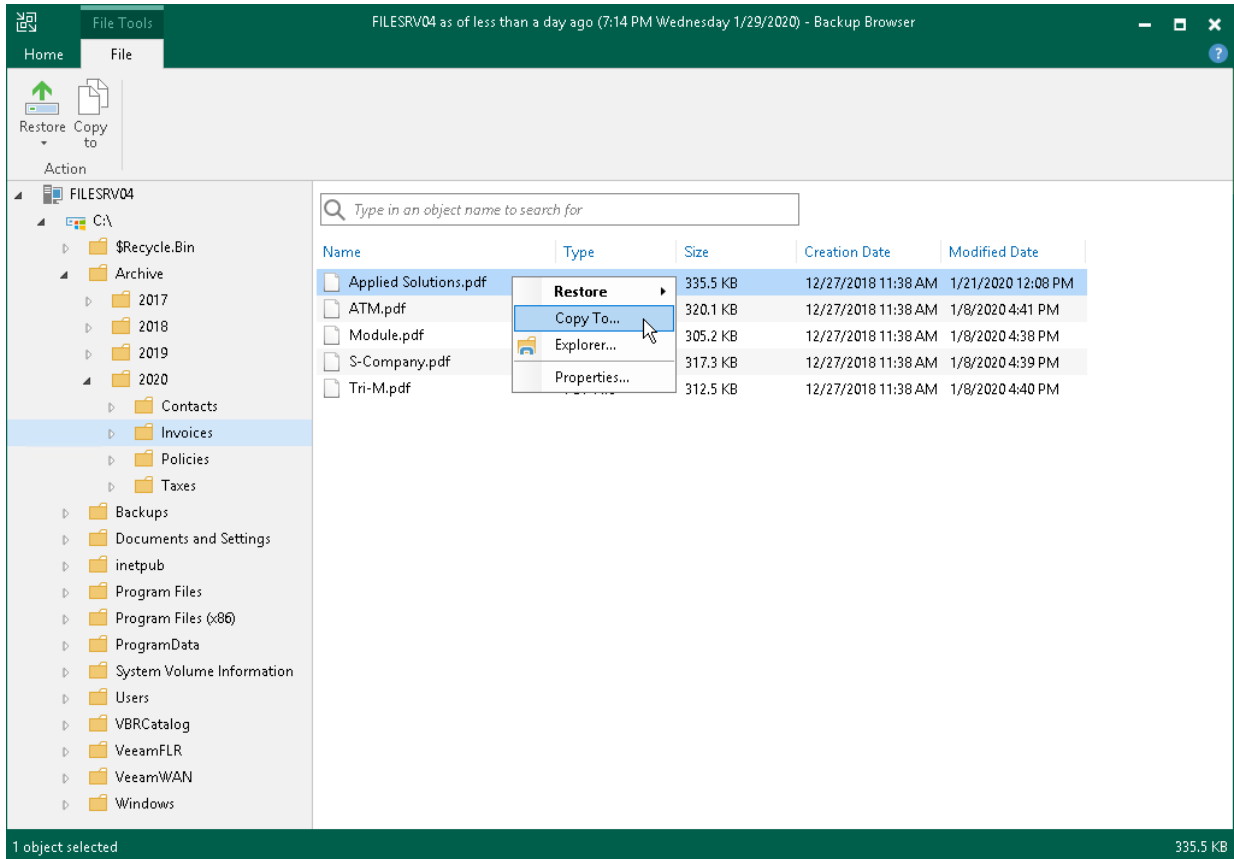 File Tools
FILESRV04 as of less than a day ago (7:14 PM Wednesday 1/29/2020) - Backup Browser
Home File
?
Restore Copy to
Action
FILESRV04
C:\
$Recycle.Bin
Archive
2017
2018
2019
2020
Contacts
Invoices
Policies
Taxes
Backups
Documents and Settings
inetpub
Program Files
Program Files (x86)
ProgramData
System Volume Information
Users
VBRCatalog
VeeamFLR
VeeamWAN
Windows
Type in an object name to search for
Name Type Size Creation Date Modified Date
Applied Solutions.pdf 335.5 KB 12/27/2018 11:38 AM 1/21/2020 12:08 PM
ATM.pdf 320.1 KB 12/27/2018 11:38 AM 1/8/2020 4:41 PM
Module.pdf 305.2 KB 12/27/2018 11:38 AM 1/8/2020 4:38 PM
S-Company.pdf 317.3 KB 12/27/2018 11:38 AM 1/8/2020 4:39 PM
Tri-M.pdf 312.5 KB 12/27/2018 11:38 AM 1/8/2020 4:40 PM
Restore
Copy To...
Explorer...
Properties...
1 object selected 335.5 KB